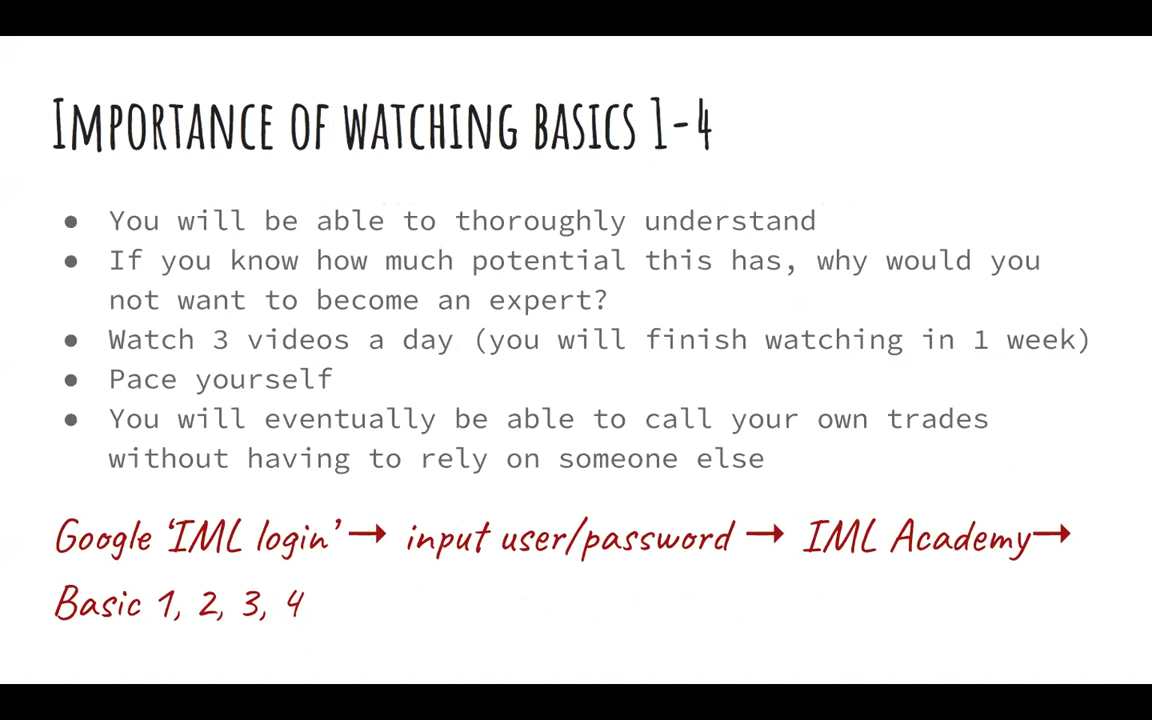 IMPORTANCE OF WATCHING BASICS 1-4
● You will be able to thoroughly understand
● If you know how much potential this has, why would you
not want to become an expert?
● Watch 3 videos a day (you will finish watching in 1 week)
● Pace yourself
● You will eventually be able to call your own trades
without having to rely on someone else
Google ‘IML login’→ input user/password → IML Academy→
Basic 1, 2, 3, 4